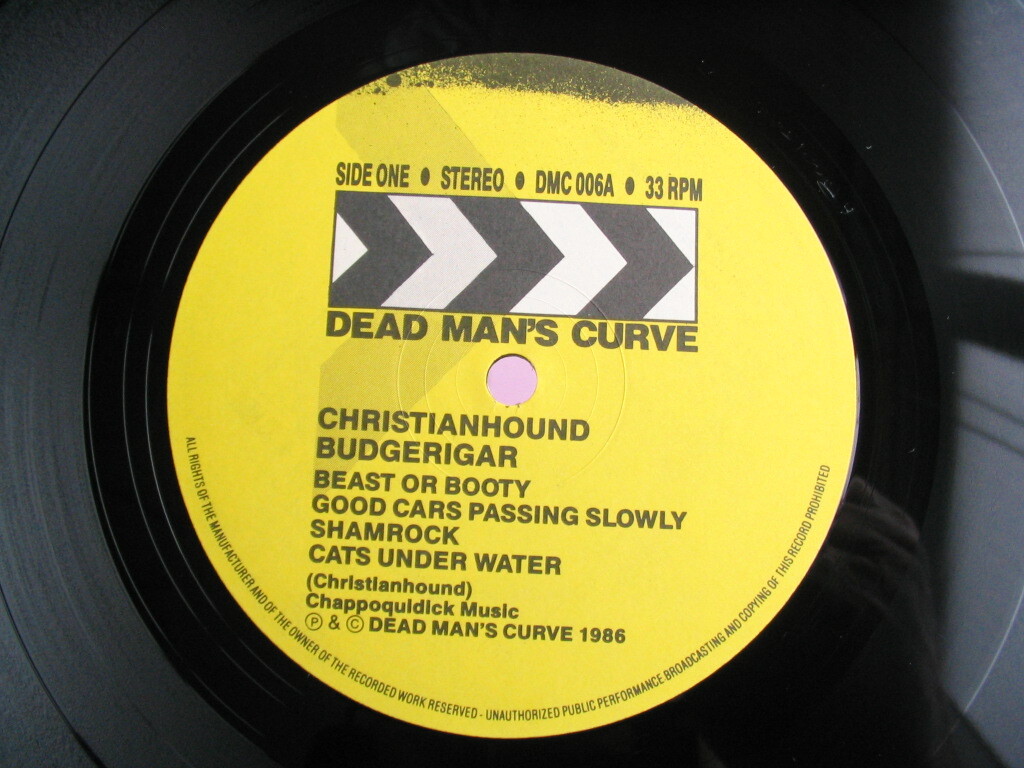 SIDE ONE • STEREO • DMC 006A • 33 RPM
DEAD MAN'S CURVE
CHRISTIANHOUND
BUDGERIGAR
BEAST OR BOOTY
GOOD CARS PASSING SLOWLY
SHAMROCK
CATS UNDER WATER
(Christianhound)
Chappoquidick Music
Ⓟ & © DEAD MAN'S CURVE 1986
ALL RIGHTS OF THE MANUFACTURER AND OF THE OWNER OF THE RECORDED WORK RESERVED - UNAUTHORIZED PUBLIC PERFORMANCE BROADCASTING AND COPYING OF THIS RECORD PROHIBITED